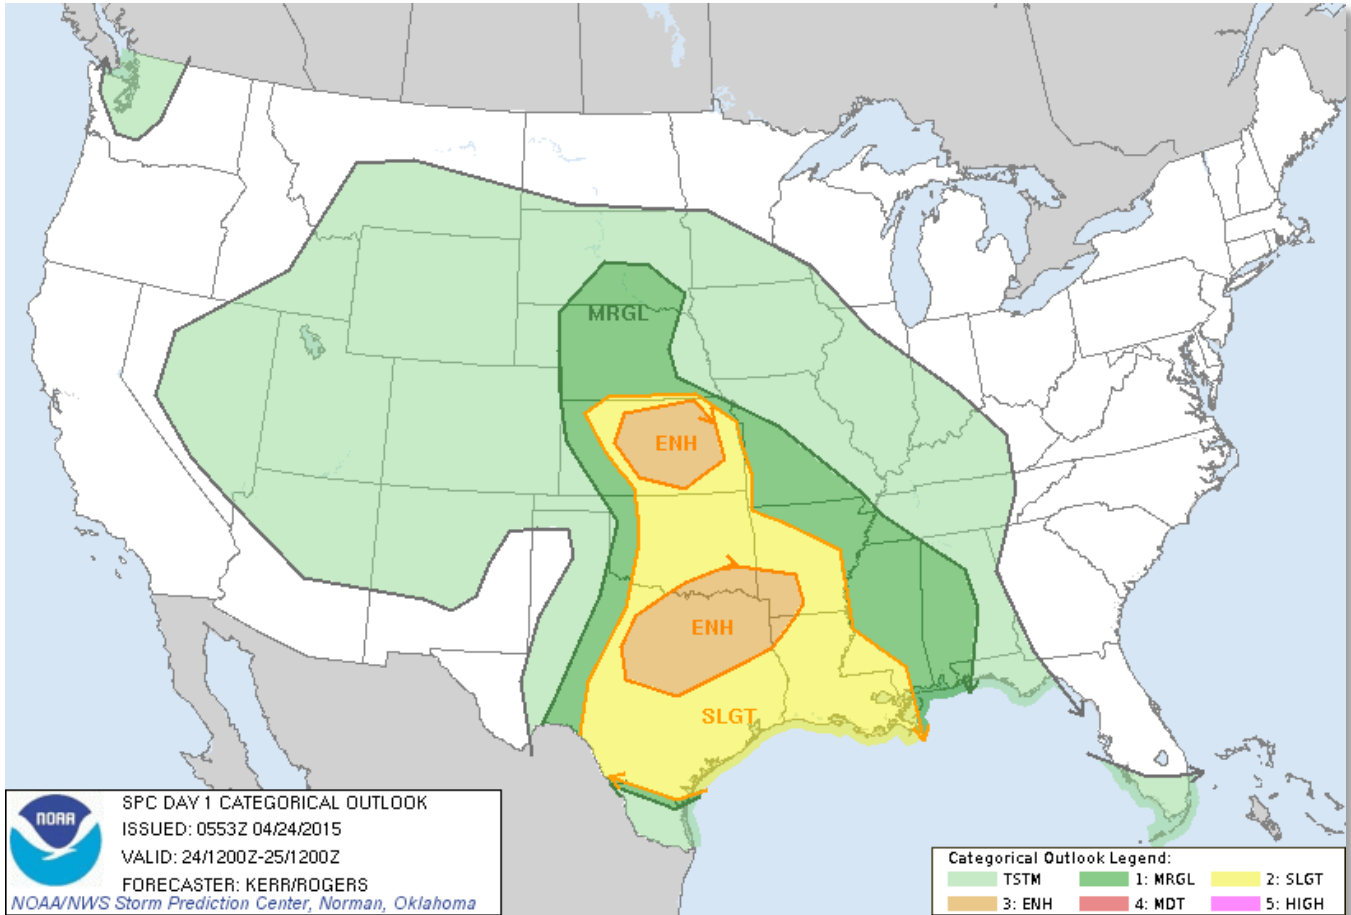 MRGL
ENH
ENH
SLGT
NOAA
SPC DAY 1 CATEGORICAL OUTLOOK
ISSUED: 0553Z 04/24/2015
VALID: 24/1200Z-25/1200Z
FORECASTER: KERR/ROGERS
NOAA/NWS Storm Prediction Center, Norman, Oklahoma
Categorical Outlook Legend:
TSTM 1: MRGL 2: SLGT
3: ENH 4: MDT 5: HIGH